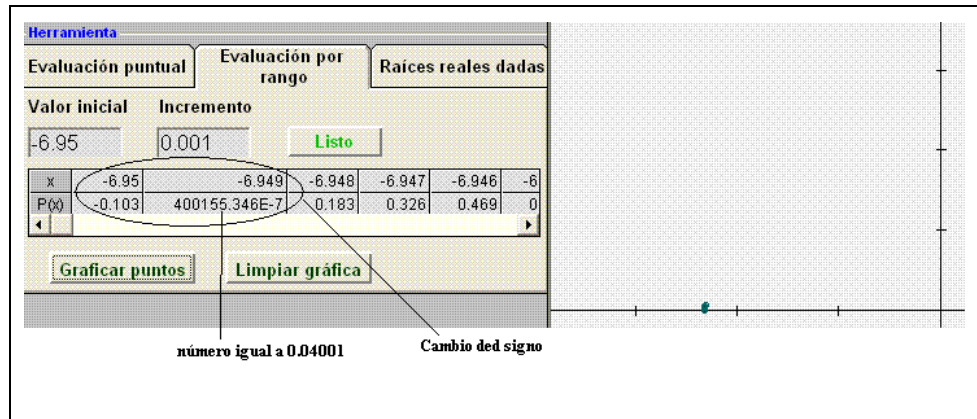 Herramienta
Evaluación puntual
Evaluación por
rango
Raíces reales dadas
Valor inicial Incremento
-6.95 0.001 Listo
x -6.95 -6.949 -6.948 -6.947 -6.946 -6
P(x) -0.103 400155.346E-7 0.183 0.326 0.469 0
Graficar puntos Limpiar gráfica
número igual a 0.04001 Cambio ded signo